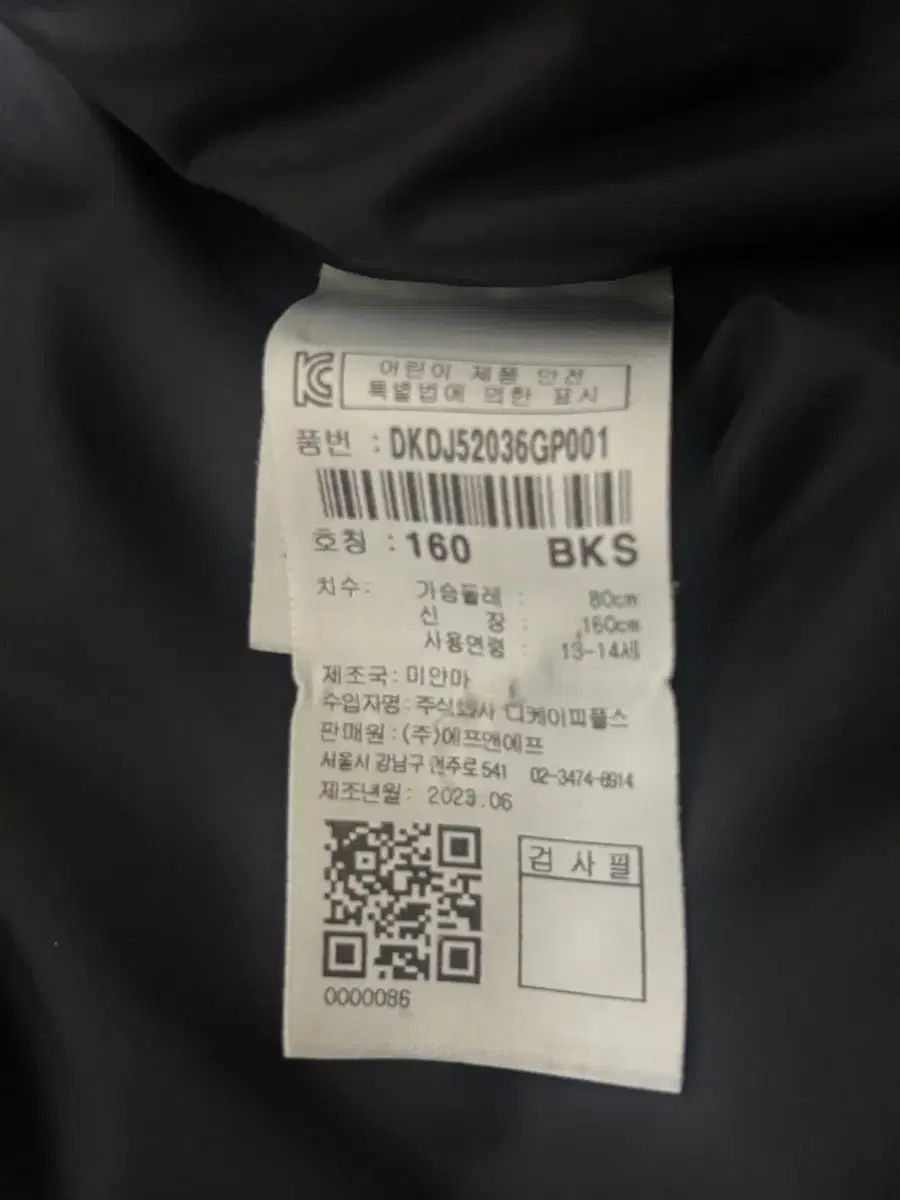 KC 어린이 제품 안전
특별법에 의한 표시
품번 : DKDJ52036GP001
호칭 : 160 BKS
치수: 가슴둘레 : 80cm
신 장 : 160cm
사용연령 : 13-14세
제조국: 미얀마
수입자명: 주식회사 디케이피플스
판매원: (주)에프앤에프
서울시 강남구 언주로 541 02-3474-8914
제조년월: 2023.06
검 사 필
0000086